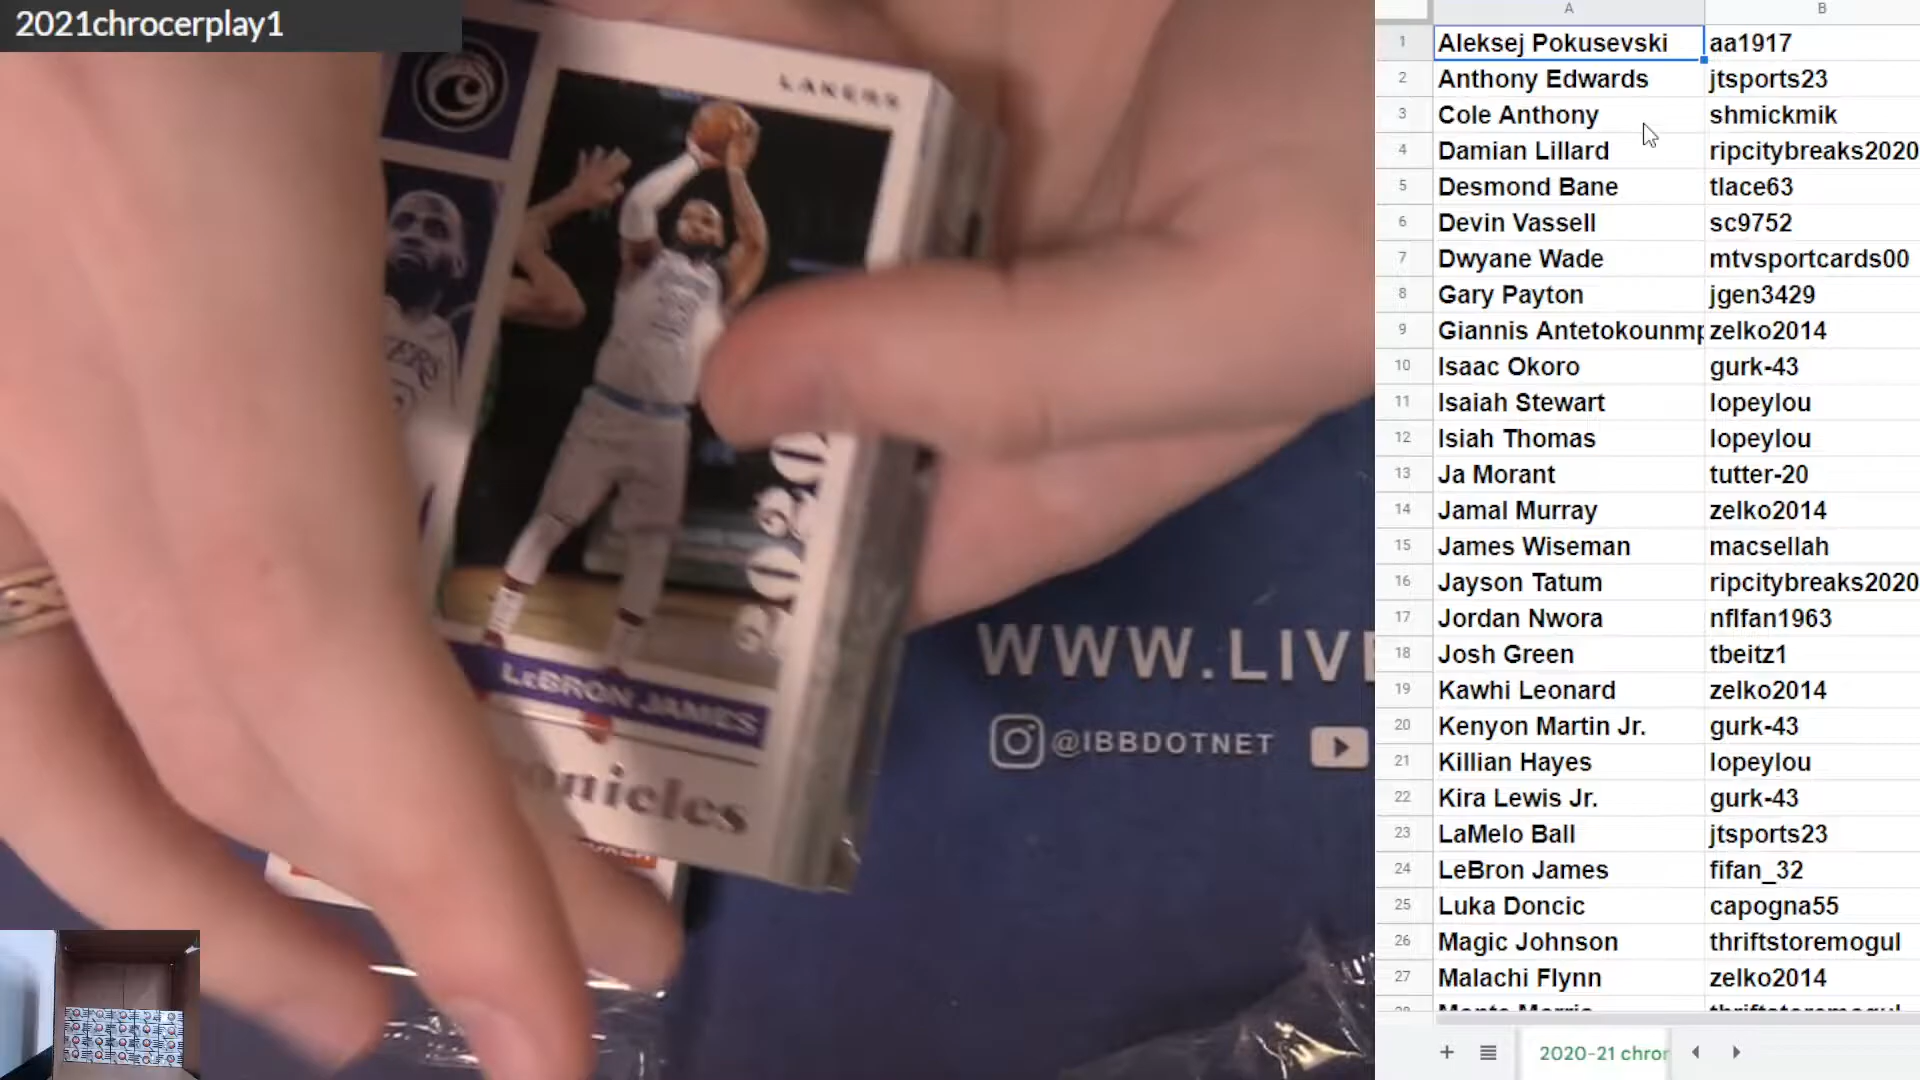 2021chrocerplay1
LAKERS
LeBRON JAMES
WWW.LIV
@IBBDOTNET
A B
1 Aleksej Pokusevski aa1917
2 Anthony Edwards jtsports23
3 Cole Anthony shmickmik
4 Damian Lillard ripcitybreaks2020
5 Desmond Bane tlace63
6 Devin Vassell sc9752
7 Dwyane Wade mtvsportcards00
8 Gary Payton jgen3429
9 Giannis Antetokounmp zelko2014
10 Isaac Okoro gurk-43
11 Isaiah Stewart lopeylou
12 Isiah Thomas lopeylou
13 Ja Morant tutter-20
14 Jamal Murray zelko2014
15 James Wiseman macsellah
16 Jayson Tatum ripcitybreaks2020
17 Jordan Nwora nflfan1963
18 Josh Green tbeitz1
19 Kawhi Leonard zelko2014
20 Kenyon Martin Jr. gurk-43
21 Killian Hayes lopeylou
22 Kira Lewis Jr. gurk-43
23 LaMelo Ball jtsports23
24 LeBron James fifan_32
25 Luka Doncic capogna55
26 Magic Johnson thriftstoremogul
27 Malachi Flynn zelko2014
2020-21 chror